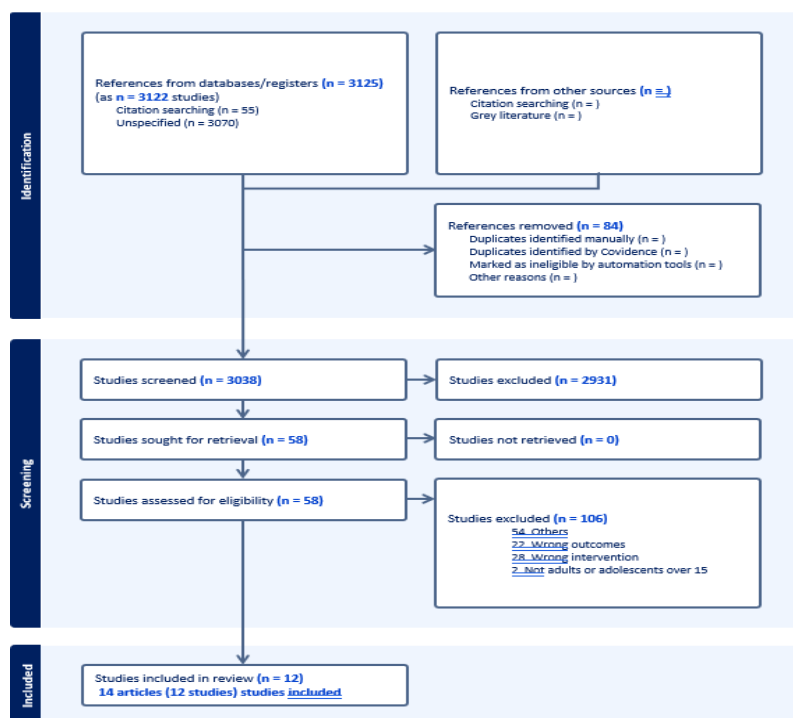 Identification
References from databases/registers (n = 3125)
(as n = 3122 studies)
Citation searching (n = 55)
Unspecified (n = 3070)
References from other sources (n = )
Citation searching (n = )
Grey literature (n = )
References removed (n = 84)
Duplicates identified manually (n = )
Duplicates identified by Covidence (n = )
Marked as ineligible by automation tools (n = )
Other reasons (n = )
Screening
Studies screened (n = 3038)
Studies excluded (n = 2931)
Studies sought for retrieval (n = 58)
Studies not retrieved (n = 0)
Studies assessed for eligibility (n = 58)
Studies excluded (n = 106)
54 Others
22 Wrong outcomes
28 Wrong intervention
2 Not adults or adolescents over 15
Included
Studies included in review (n = 12)
14 articles (12 studies) studies included